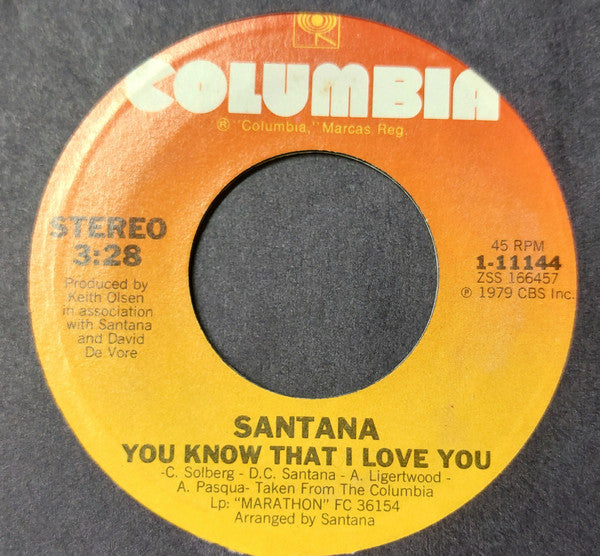 COLUMBIA
® "Columbia," Marcas Reg.
STEREO
3:28
Produced by
Keith Olsen
in association
with Santana
and David
De Vore
45 RPM
1-11144
ZSS 166457
℗ 1979 CBS Inc.
SANTANA
YOU KNOW THAT I LOVE YOU
-C. Solberg - D.C. Santana - A. Ligertwood -
A. Pasqua- Taken From The Columbia
Lp: "MARATHON" FC 36154
Arranged by Santana